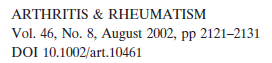 ARTHRITIS & RHEUMATISM
Vol. 46, No. 8, August 2002, pp 2121–2131
DOI 10.1002/art.10461